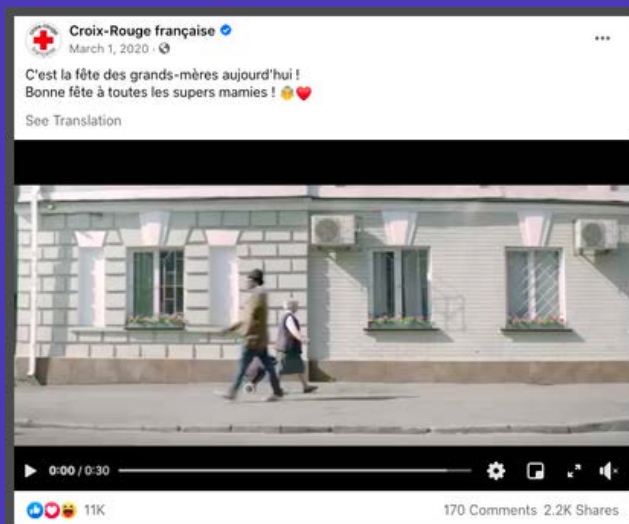 Croix-Rouge française
March 1, 2020
C'est la fête des grands-mères aujourd'hui !
Bonne fête à toutes les supers mamies ! 👵❤️
See Translation
0:00 / 0:30
11K
170 Comments 2.2K Shares